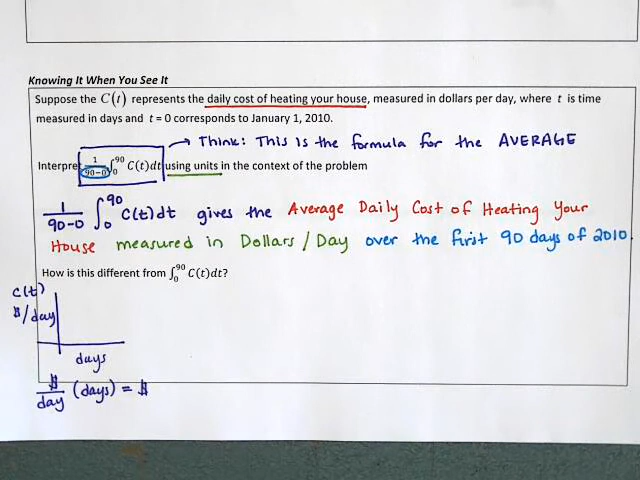 Knowing It When You See It
Suppose the C(t) represents the daily cost of heating your house, measured in dollars per day, where t is time
measured in days and t = 0 corresponds to January 1, 2010.
→ Think: This Is the formula for the AVERAGE
Interpret 1/(90-0) ∫₀⁹⁰ C(t)dt using units in the context of the problem
1/(90-0) ∫₀⁹⁰ C(t)dt gives the Average Daily Cost of Heating Your
House measured in Dollars / Day over the first 90 days of 2010.
How is this different from ∫₀⁹⁰ C(t)dt?
C(t)
$/day
days
$/day (days) = $